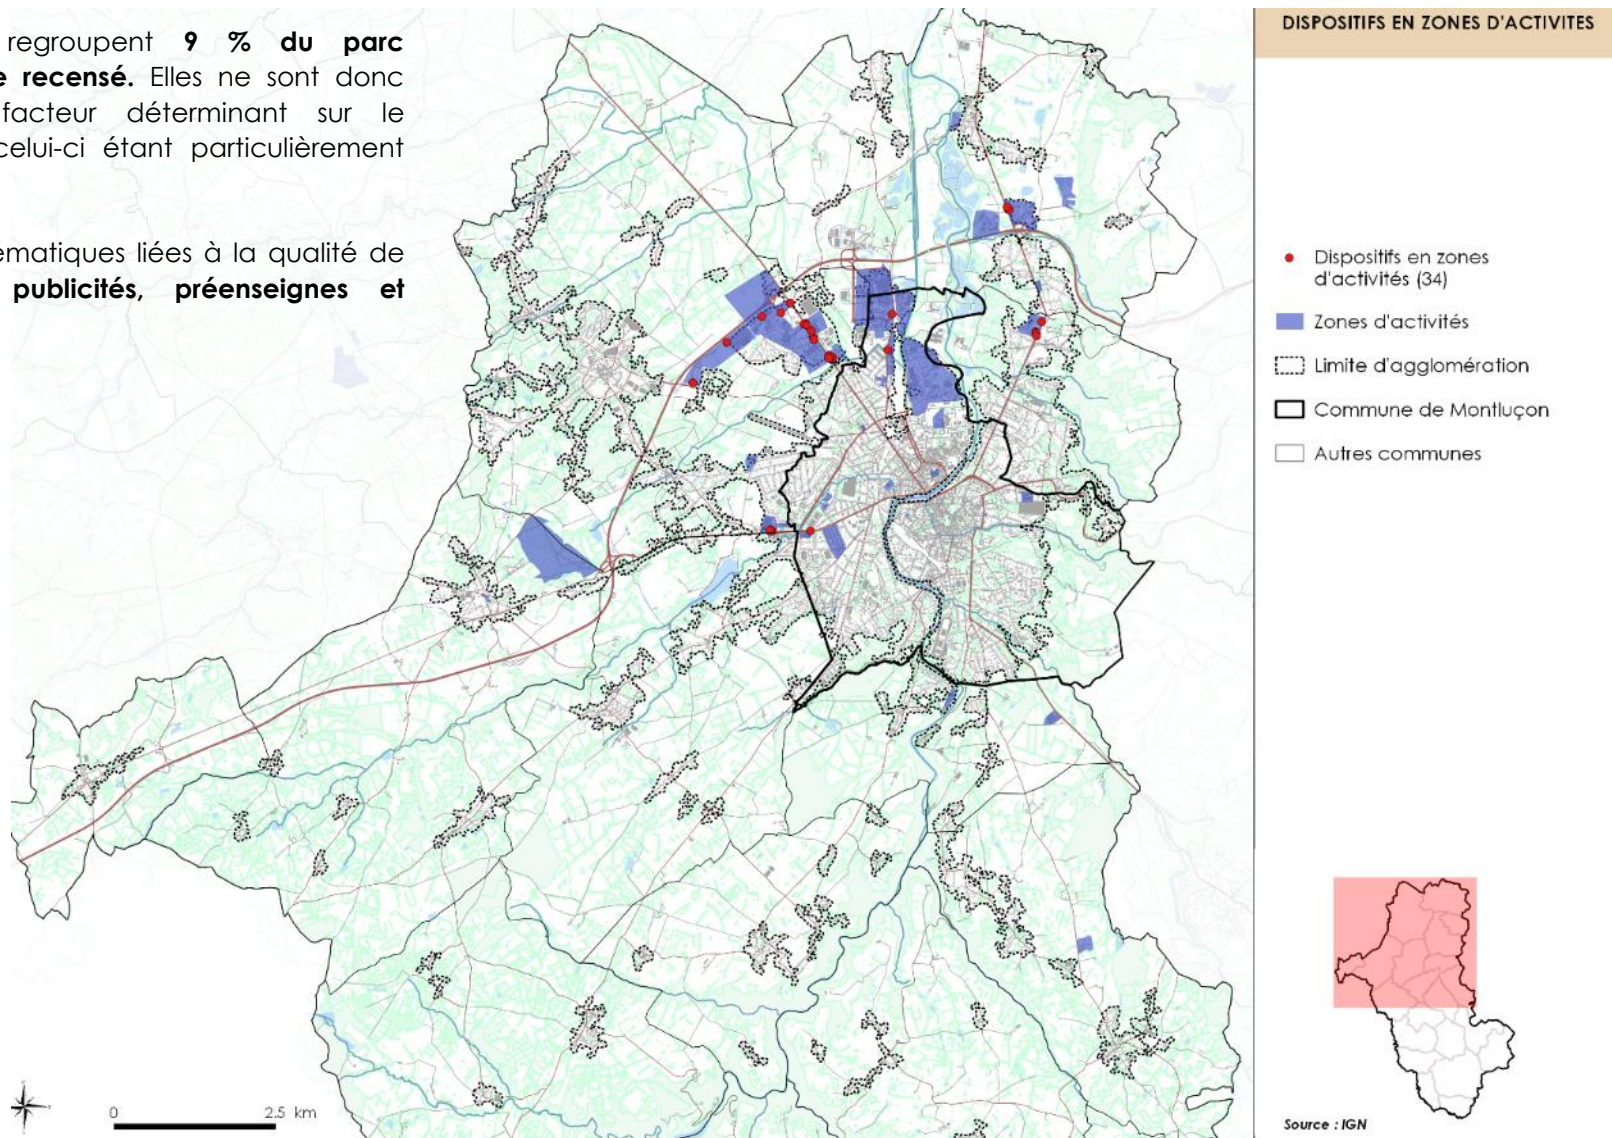 regroupent 9 % du parc
recensé. Elles ne sont donc
facteur déterminant sur le
celui-ci étant particulièrement
ématiques liées à la qualité de
publicités, préenseignes et
DISPOSITIFS EN ZONES D'ACTIVITES
Dispositifs en zones
d'activités (34)
Zones d'activités
Limite d'agglomération
Commune de Montluçon
Autres communes
0 2.5 km
Source : IGN